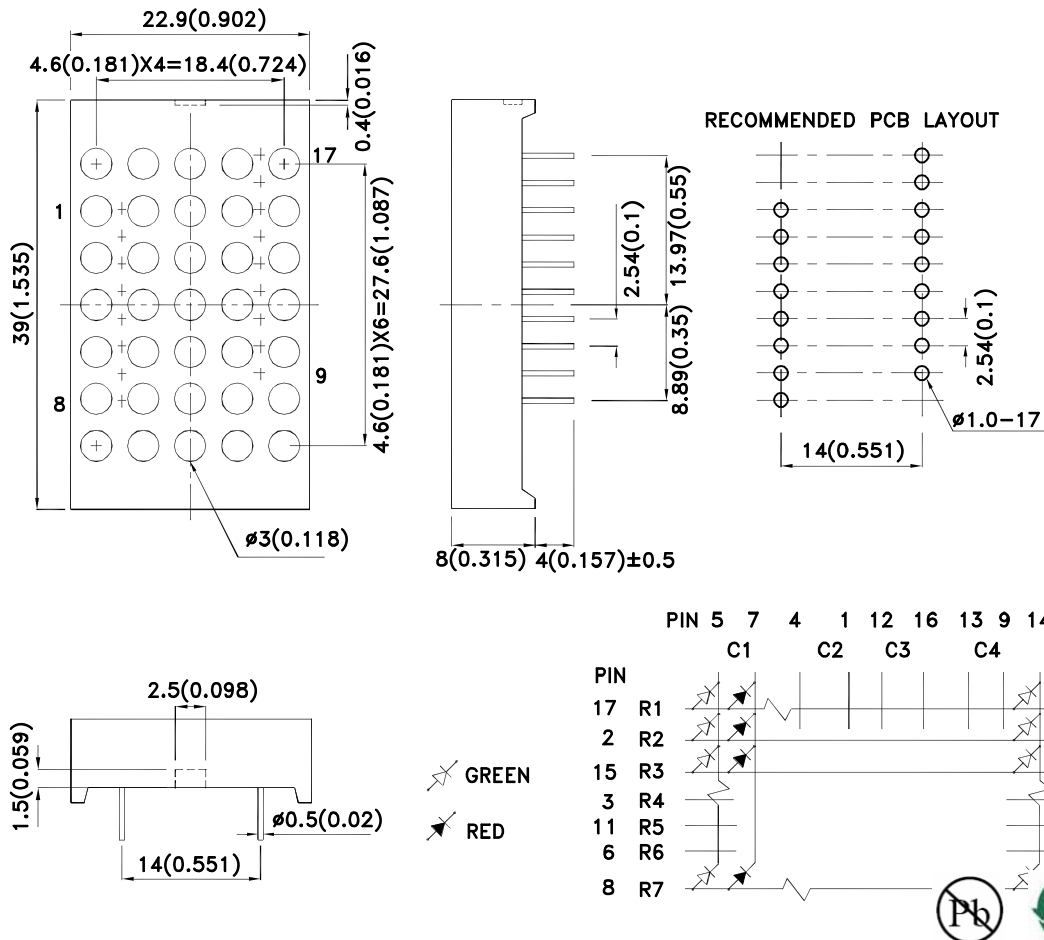 22.9(0.902)
4.6(0.181)X4=18.4(0.724)
0.4(0.016)
39(1.535)
17
1
8
9
4.6(0.181)X6=27.6(1.087)
ø3(0.118)
13.97(0.55)
2.54(0.1)
8.89(0.35)
8(0.315) 4(0.157)±0.5
RECOMMENDED PCB LAYOUT
2.54(0.1)
ø1.0-17
14(0.551)
2.5(0.098)
1.5(0.059)
ø0.5(0.02)
14(0.551)
GREEN
RED
PIN 5 7 4 1 12 16 13 9 14
C1 C2 C3 C4
PIN
17 R1
2 R2
15 R3
3 R4
11 R5
6 R6
8 R7
Pb